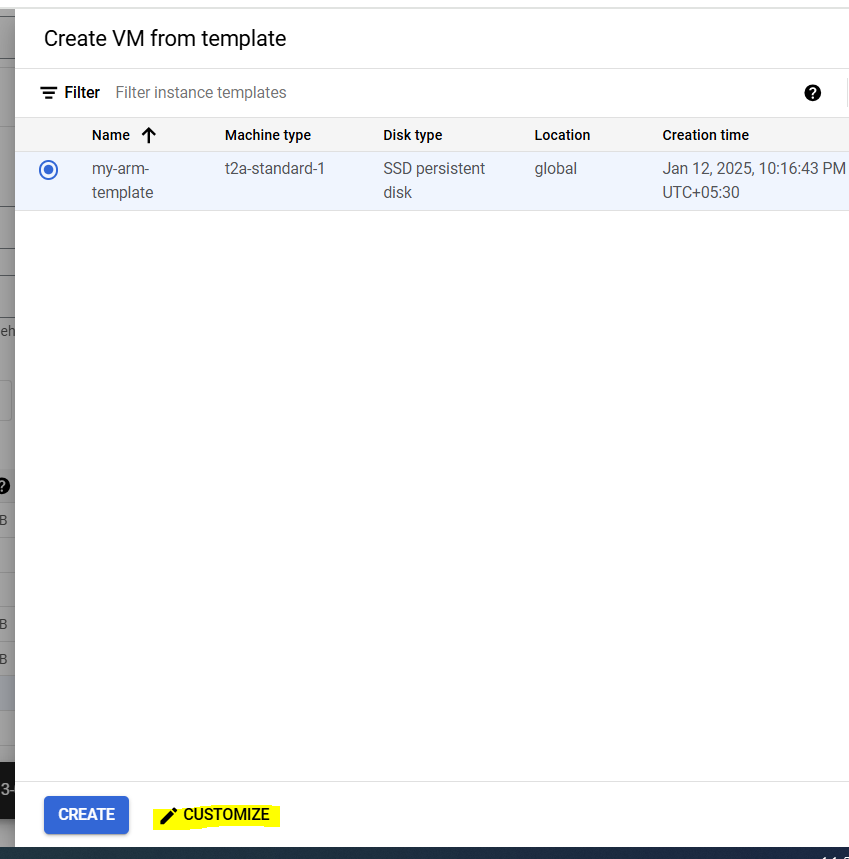 Create VM from template
Filter Filter instance templates ?
Name Machine type Disk type Location Creation time
my-arm- t2a-standard-1 SSD persistent global Jan 12, 2025, 10:16:43 PM
template disk UTC+05:30
eh
?
B
B
B
3-
CREATE CUSTOMIZE